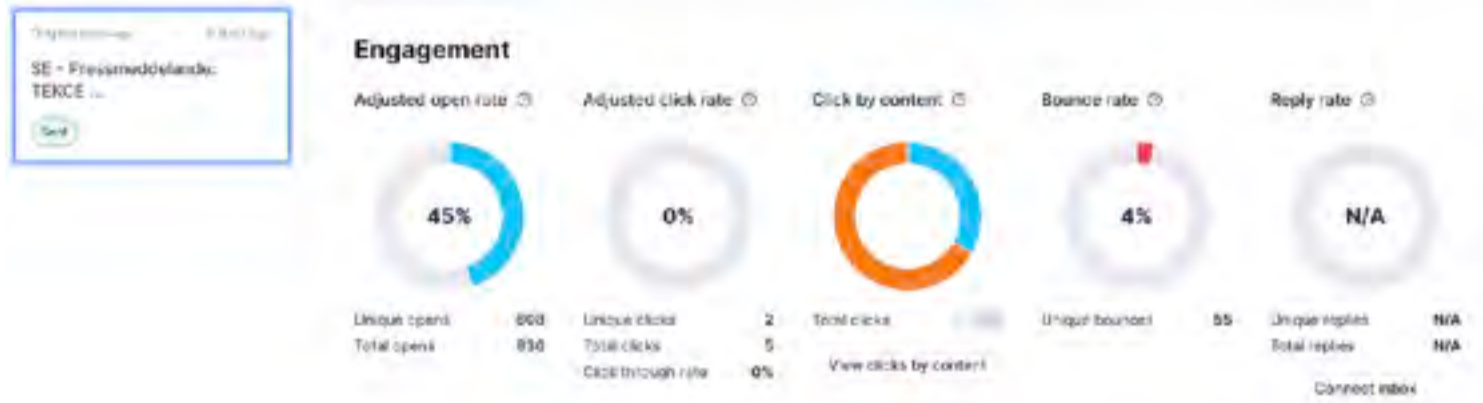 SE - Pressmeddelande:
TEKCE ...
Sent
Engagement
Adjusted open rate
Adjusted click rate
Click by content
Bounce rate
Reply rate
45%
0%
4%
N/A
Unique opens
Unique clicks 2
Total clicks
Unique bounces 55
Unique replies N/A
Total opens
Total clicks 5
Total replies N/A
Click through rate 0%
View clicks by content
Connect inbox